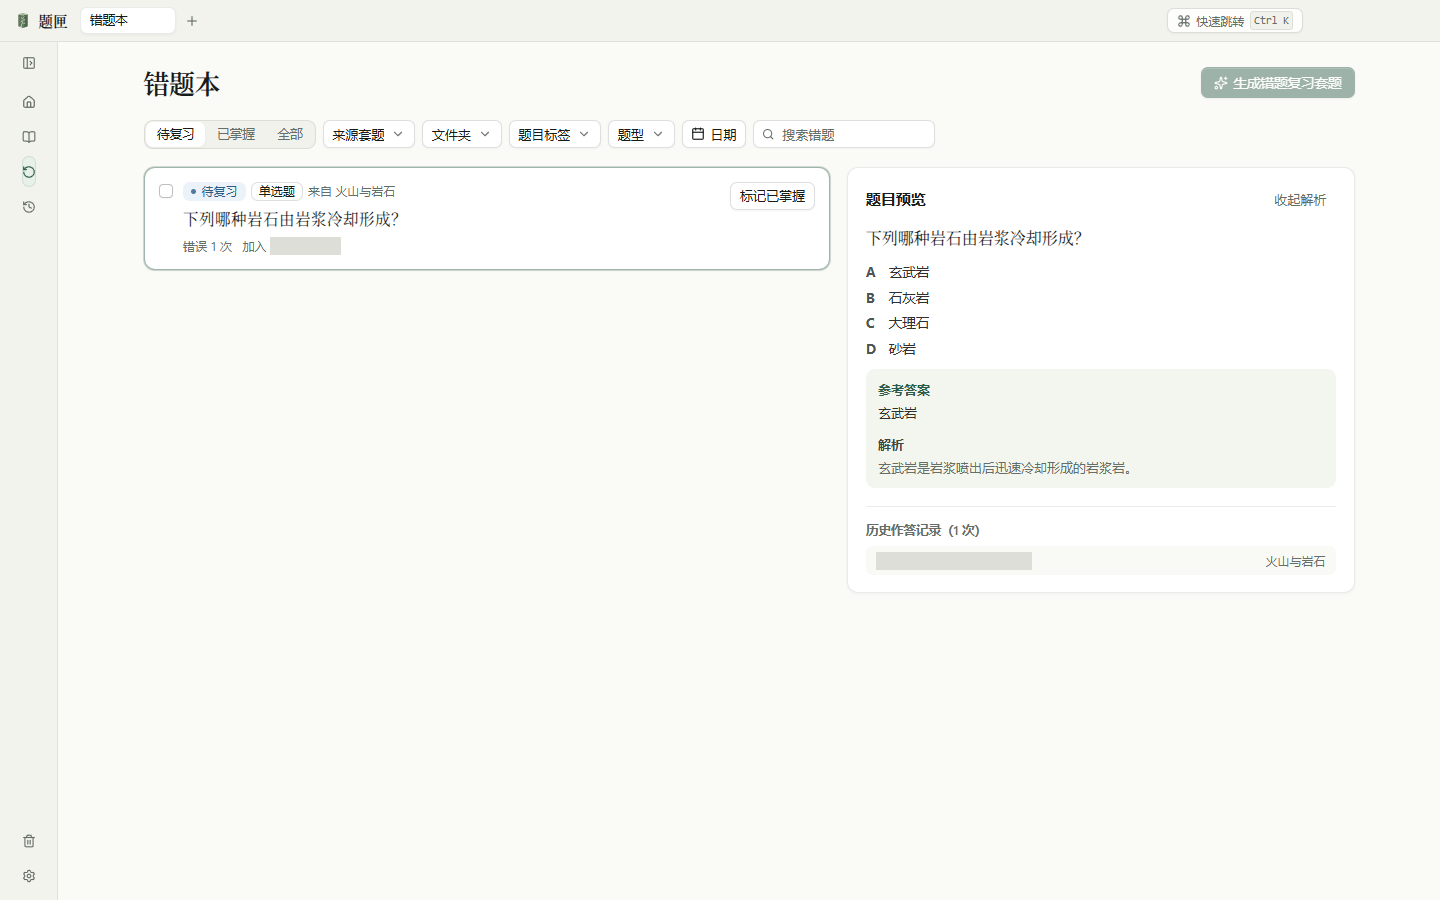 题匣
错题本
快速跳转 Ctrl K
错题本
生成错题复习套题
待复习 已掌握 全部 来源套题 文件夹 题目标签 题型 日期 搜索错题
待复习 单选题 来自 火山与岩石
标记已掌握
下列哪种岩石由岩浆冷却形成？
错误 1 次 加入
题目预览
收起解析
下列哪种岩石由岩浆冷却形成？
A 玄武岩
B 石灰岩
C 大理石
D 砂岩
参考答案
玄武岩
解析
玄武岩是岩浆喷出后迅速冷却形成的岩浆岩。
历史作答记录（1 次）
火山与岩石